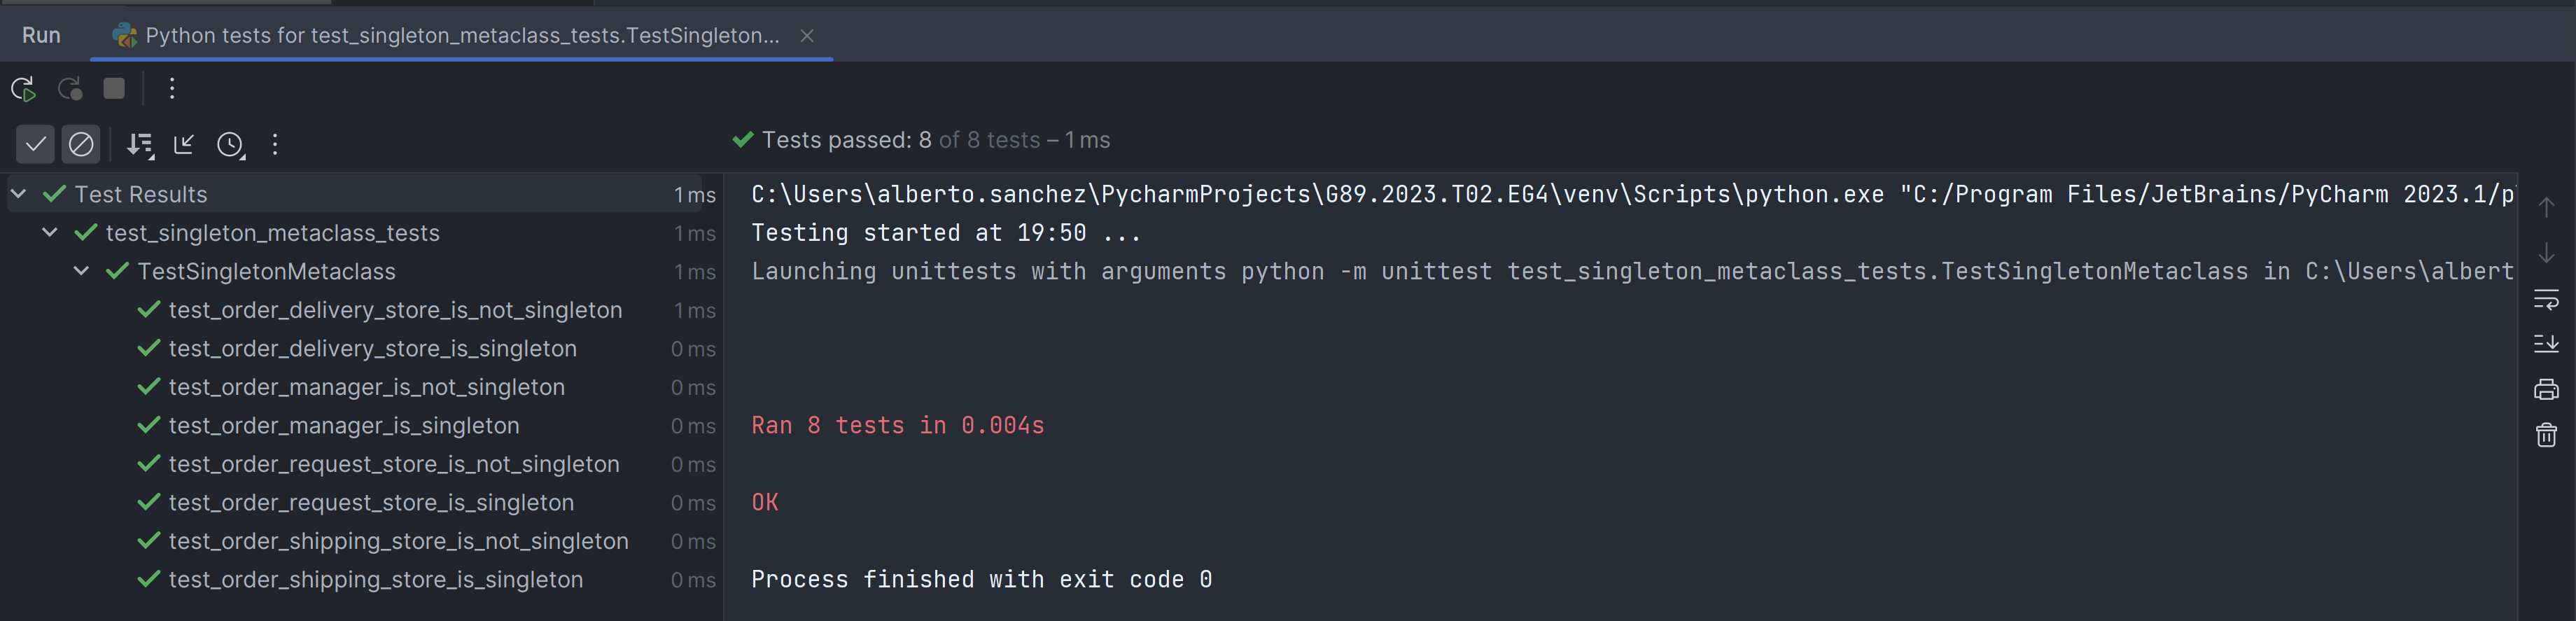 Run Python tests for test_singleton_metaclass_tests.TestSingleton...
Tests passed: 8 of 8 tests – 1 ms
Test Results 1 ms
test_singleton_metaclass_tests 1 ms
TestSingletonMetaclass 1 ms
test_order_delivery_store_is_not_singleton 1 ms
test_order_delivery_store_is_singleton 0 ms
test_order_manager_is_not_singleton 0 ms
test_order_manager_is_singleton 0 ms
test_order_request_store_is_not_singleton 0 ms
test_order_request_store_is_singleton 0 ms
test_order_shipping_store_is_not_singleton 0 ms
test_order_shipping_store_is_singleton 0 ms
C:\Users\alberto.sanchez\PycharmProjects\G89.2023.T02.EG4\venv\Scripts\python.exe "C:/Program Files/JetBrains/PyCharm 2023.1/p
Testing started at 19:50 ...
Launching unittests with arguments python -m unittest test_singleton_metaclass_tests.TestSingletonMetaclass in C:\Users\albert
Ran 8 tests in 0.004s
OK
Process finished with exit code 0